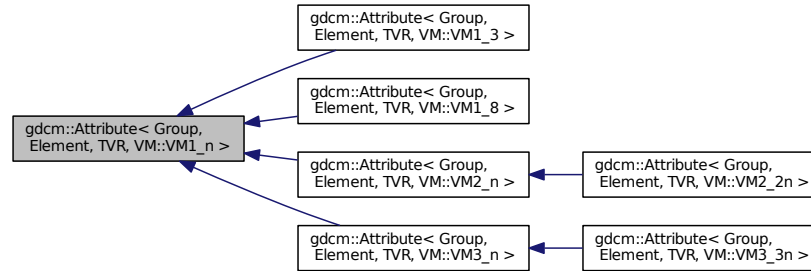 gdcm::Attribute< Group,
Element, TVR, VM::VM1_3 >
gdcm::Attribute< Group,
Element, TVR, VM::VM1_8 >
gdcm::Attribute< Group,
Element, TVR, VM::VM1_n >
gdcm::Attribute< Group,
Element, TVR, VM::VM2_n >
gdcm::Attribute< Group,
Element, TVR, VM::VM2_2n >
gdcm::Attribute< Group,
Element, TVR, VM::VM3_n >
gdcm::Attribute< Group,
Element, TVR, VM::VM3_3n >